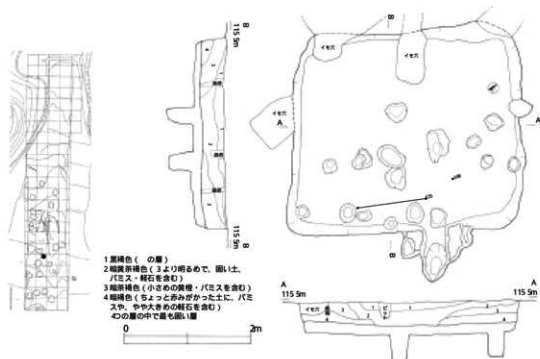 B
115.5m
イモ穴
イモ穴
B
イモ穴
A
A
B
115.5m
B
1 黒褐色( の層)
2 暗黄茶褐色(3より明るめで、固い土、
パミス・軽石を含む)
3 暗茶褐色(小さめの黄橙・パミスを含む)
4 暗褐色(ちょっと赤みがかった土に、パミ
スや、やや大きめの軽石を含む)
4つの層の中で最も固い層
0 2m
A
115.5m
A
115.5m
イモ穴